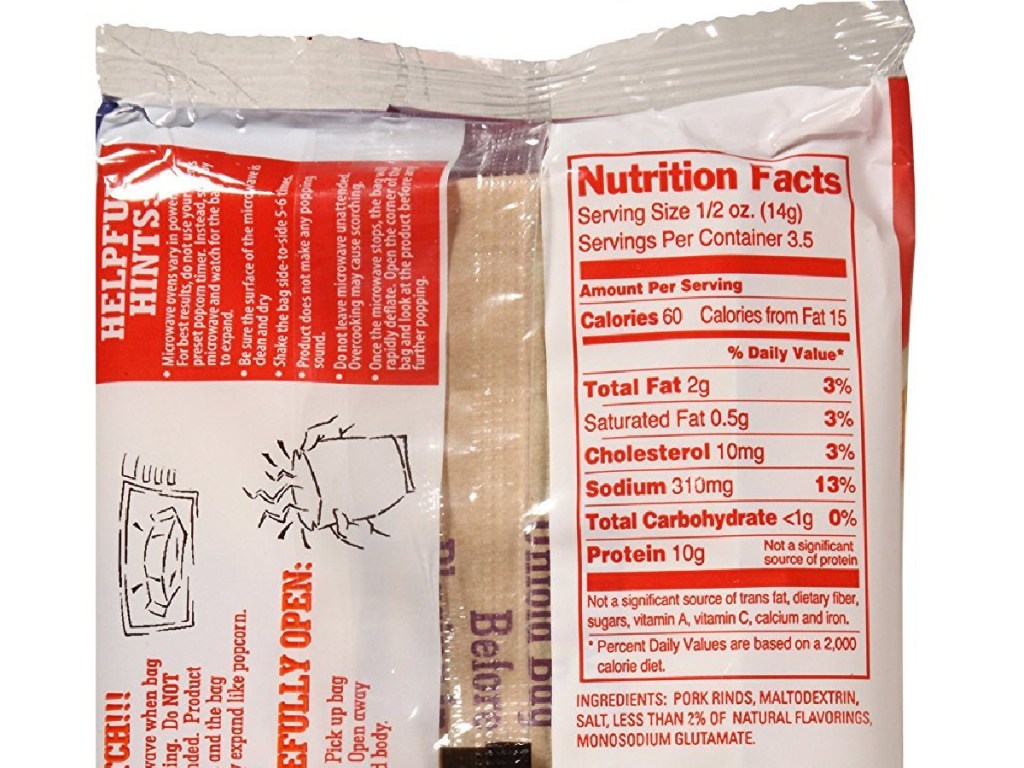 HELPFUL
HINTS:
• Microwave ovens vary in power.
For best results, do not use your
preset popcorn timer. Instead,
microwave and watch for the
to expand.
• Be sure the surface of the microwave is
clean and dry
• Shake the bag side-to-side 5-6 times.
• Product does not make any popping
sound.
• Do not leave microwave unattended.
Overcooking may cause scorching.
• Once the microwave stops, the bag
rapidly deflate. Open the corner of the
bag and look at the product before
further popping.
TCH!!!
wave when bag
ing. Do NOT
nded. Product
and the bag
y expand like popcorn.
EFULLY OPEN:
Pick up bag
Open away
d body.
Before
bag
Nutrition Facts
Serving Size 1/2 oz. (14g)
Servings Per Container 3.5
Amount Per Serving
Calories 60 Calories from Fat 15
% Daily Value*
Total Fat 2g 3%
Saturated Fat 0.5g 3%
Cholesterol 10mg 3%
Sodium 310mg 13%
Total Carbohydrate <1g 0%
Protein 10g Not a significant
source of protein
Not a significant source of trans fat, dietary fiber,
sugars, vitamin A, vitamin C, calcium and iron.
* Percent Daily Values are based on a 2,000
calorie diet.
INGREDIENTS: PORK RINDS, MALTODEXTRIN,
SALT, LESS THAN 2% OF NATURAL FLAVORINGS,
MONOSODIUM GLUTAMATE.